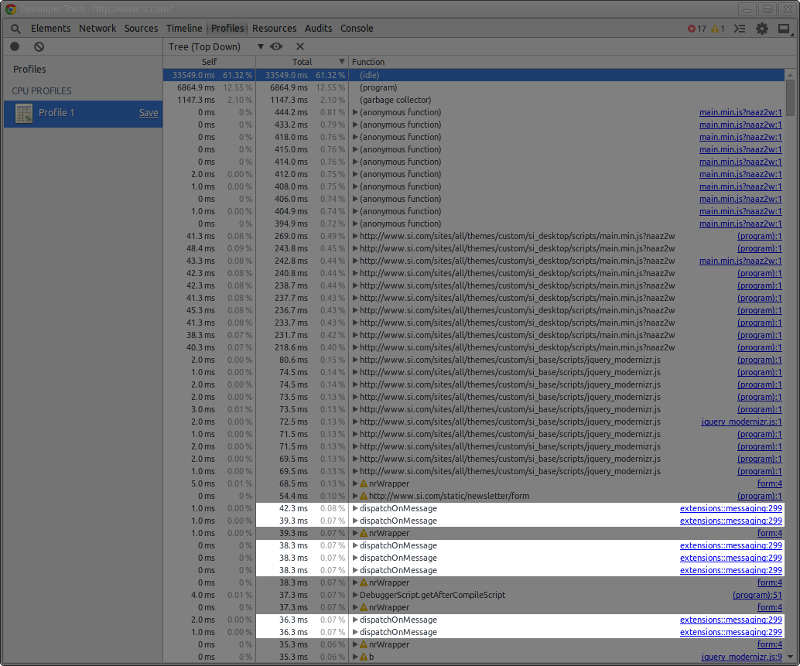 Developer Tools - http://www.si.com/
Elements Network Sources Timeline Profiles Resources Audits Console 17 1
Tree (Top Down)
Profiles
CPU PROFILES
Profile 1 Save
Self Total Function
33549.0 ms 61.32 % 33549.0 ms 61.32 % (idle)
6864.9 ms 12.55 % 6864.9 ms 12.55 % (program)
1147.3 ms 2.10 % 1147.3 ms 2.10 % (garbage collector)
0 ms 0 % 444.2 ms 0.81 % (anonymous function) main.min.js?naaz2w:1
0 ms 0 % 433.2 ms 0.79 % (anonymous function) main.min.js?naaz2w:1
0 ms 0 % 418.0 ms 0.76 % (anonymous function) main.min.js?naaz2w:1
0 ms 0 % 415.0 ms 0.76 % (anonymous function) main.min.js?naaz2w:1
0 ms 0 % 414.0 ms 0.76 % (anonymous function) main.min.js?naaz2w:1
2.0 ms 0.00 % 412.0 ms 0.75 % (anonymous function) main.min.js?naaz2w:1
1.0 ms 0.00 % 408.0 ms 0.75 % (anonymous function) main.min.js?naaz2w:1
0 ms 0 % 406.0 ms 0.74 % (anonymous function) main.min.js?naaz2w:1
1.0 ms 0.00 % 404.9 ms 0.74 % (anonymous function) main.min.js?naaz2w:1
0 ms 0 % 394.9 ms 0.72 % (anonymous function) main.min.js?naaz2w:1
41.3 ms 0.08 % 269.0 ms 0.49 % http://www.si.com/sites/all/themes/custom/si_desktop/scripts/main.min.js?naaz2w (program):1
48.4 ms 0.09 % 243.8 ms 0.45 % http://www.si.com/sites/all/themes/custom/si_desktop/scripts/main.min.js?naaz2w (program):1
43.3 ms 0.08 % 242.8 ms 0.44 % http://www.si.com/sites/all/themes/custom/si_desktop/scripts/main.min.js?naaz2w main.min.js?naaz2w:1
42.3 ms 0.08 % 240.8 ms 0.44 % http://www.si.com/sites/all/themes/custom/si_desktop/scripts/main.min.js?naaz2w (program):1
42.3 ms 0.08 % 238.7 ms 0.44 % http://www.si.com/sites/all/themes/custom/si_desktop/scripts/main.min.js?naaz2w (program):1
41.3 ms 0.08 % 237.7 ms 0.43 % http://www.si.com/sites/all/themes/custom/si_desktop/scripts/main.min.js?naaz2w (program):1
45.3 ms 0.08 % 236.7 ms 0.43 % http://www.si.com/sites/all/themes/custom/si_desktop/scripts/main.min.js?naaz2w (program):1
41.3 ms 0.08 % 233.7 ms 0.43 % http://www.si.com/sites/all/themes/custom/si_desktop/scripts/main.min.js?naaz2w (program):1
38.3 ms 0.07 % 231.7 ms 0.42 % http://www.si.com/sites/all/themes/custom/si_desktop/scripts/main.min.js?naaz2w (program):1
40.3 ms 0.07 % 218.6 ms 0.40 % http://www.si.com/sites/all/themes/custom/si_desktop/scripts/main.min.js?naaz2w (program):1
2.0 ms 0.00 % 80.6 ms 0.15 % http://www.si.com/sites/all/themes/custom/si_base/scripts/jquery_modernizr.js (program):1
1.0 ms 0.00 % 74.5 ms 0.14 % http://www.si.com/sites/all/themes/custom/si_base/scripts/jquery_modernizr.js (program):1
2.0 ms 0.00 % 74.5 ms 0.14 % http://www.si.com/sites/all/themes/custom/si_base/scripts/jquery_modernizr.js (program):1
2.0 ms 0.00 % 73.5 ms 0.13 % http://www.si.com/sites/all/themes/custom/si_base/scripts/jquery_modernizr.js (program):1
3.0 ms 0.01 % 73.5 ms 0.13 % http://www.si.com/sites/all/themes/custom/si_base/scripts/jquery_modernizr.js (program):1
2.0 ms 0.00 % 72.5 ms 0.13 % http://www.si.com/sites/all/themes/custom/si_base/scripts/jquery_modernizr.js jquery_modernizr.js:1
1.0 ms 0.00 % 71.5 ms 0.13 % http://www.si.com/sites/all/themes/custom/si_base/scripts/jquery_modernizr.js (program):1
2.0 ms 0.00 % 71.5 ms 0.13 % http://www.si.com/sites/all/themes/custom/si_base/scripts/jquery_modernizr.js (program):1
2.0 ms 0.00 % 69.5 ms 0.13 % http://www.si.com/sites/all/themes/custom/si_base/scripts/jquery_modernizr.js (program):1
1.0 ms 0.00 % 69.5 ms 0.13 % http://www.si.com/sites/all/themes/custom/si_base/scripts/jquery_modernizr.js (program):1
5.0 ms 0.01 % 68.5 ms 0.13 % nrWrapper form:4
0 ms 0 % 54.4 ms 0.10 % http://www.si.com/static/newsletter/form (program):1
1.0 ms 0.00 % 42.3 ms 0.08 % dispatchOnMessage extensions::messaging:299
1.0 ms 0.00 % 39.3 ms 0.07 % dispatchOnMessage extensions::messaging:299
1.0 ms 0.00 % 39.3 ms 0.07 % nrWrapper form:4
0 ms 0 % 38.3 ms 0.07 % dispatchOnMessage extensions::messaging:299
0 ms 0 % 38.3 ms 0.07 % dispatchOnMessage extensions::messaging:299
0 ms 0 % 38.3 ms 0.07 % dispatchOnMessage extensions::messaging:299
0 ms 0 % 38.3 ms 0.07 % nrWrapper form:4
4.0 ms 0.01 % 37.3 ms 0.07 % DebuggerScript.getAfterCompileScript (program):51
0 ms 0 % 37.3 ms 0.07 % nrWrapper form:4
2.0 ms 0.00 % 36.3 ms 0.07 % dispatchOnMessage extensions::messaging:299
1.0 ms 0.00 % 36.3 ms 0.07 % dispatchOnMessage extensions::messaging:299
0 ms 0 % 35.3 ms 0.06 % nrWrapper form:4
0 ms 0 % 35.3 ms 0.06 % b jquery_modernizr.js:9